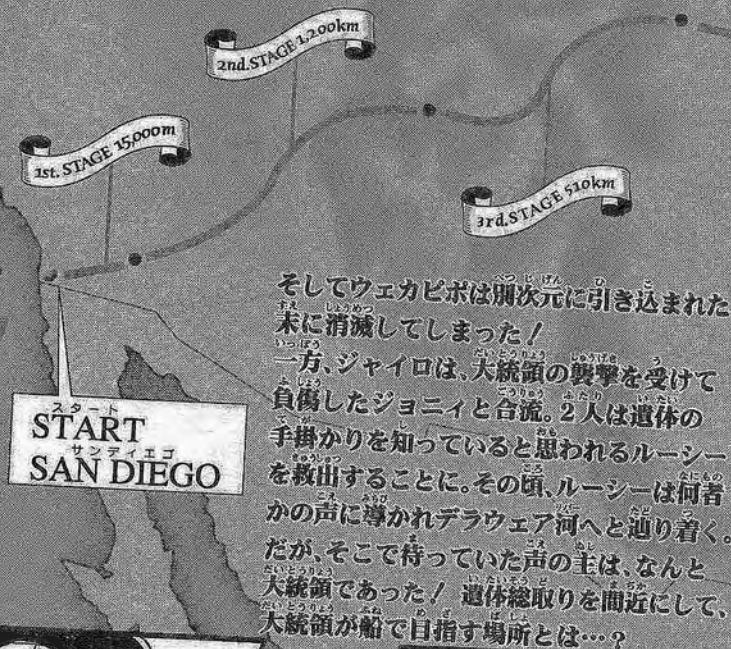 2nd.STAGE 1,200km
1st. STAGE 15,000m
3rd.STAGE 510km
スタート
START
サンディエゴ
SAN DIEGO
そしてウェカピポは別次元に引き込まれた
末に消滅してしまった!
一方、ジャイロは、大統領の襲撃を受けて
負傷したジョニィと合流。2人は遺体の
手掛かりを知っていると思われるルーシー
を救出することに。その頃、ルーシーは何者
かの声に導かれデラウェア河へと辿り着く。
だが、そこで待っていた声の主は、なんと
大統領であった! 遺体総取りを間近にして、
大統領が船で目指す場所とは…?